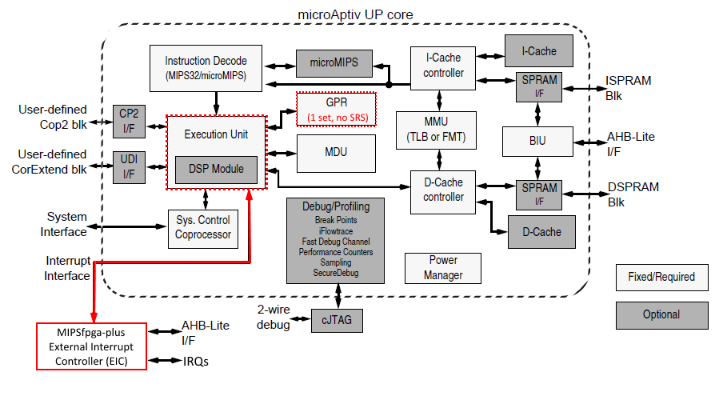 microAptiv UP core
Instruction Decode
(MIPS32/microMIPS)
microMIPS
I-Cache
controller
I-Cache
SPRAM
I/F
ISPRAM
Blk
GPR
(1 set, no SRS)
User-defined
Cop2 blk
CP2
I/F
Execution Unit
MMU
(TLB or FMT)
BIU
AHB-Lite
I/F
MDU
User-defined
CorExtend blk
UDI
I/F
DSP Module
D-Cache
controller
SPRAM
I/F
DSPRAM
Blk
System
Interface
Sys. Control
Coprocessor
Debug/Profiling
Break Points
iFlowtrace
Fast Debug Channel
Performance Counters
Sampling
SecureDebug
D-Cache
Interrupt
Interface
Power
Manager
Fixed/Required
Optional
2-wire
debug
cJTAG
MIPSfpga-plus
External Interrupt
Controller (EIC)
AHB-Lite
I/F
IRQs